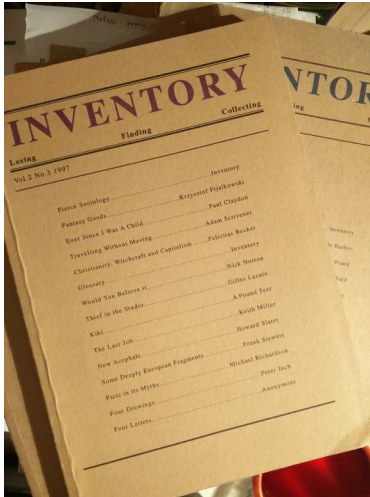 INVENTORY
Losing Finding Collecting
Vol.2 No.3 1997
Fierce Sociology..........Inventory
Fantasy Goods..........Krzysztof Fijalkowski
Ever Since I Was A Child..........Paul Claydon
Travelling Without Moving..........Adam Scrivener
Christianity, Witchcraft and Capitalism..........Felicitas Becker
Glossary..........Inventory
Would You Believe it..........Nick Norton
Thief in the Studio..........Gilles Lazare
Kiki..........A Found Text
The Last Job..........Keith Miller
New Acephale..........Howard Slater
Some Deeply European Fragments..........Frank Stewert
Paris in its Myths..........Michael Richardson
Four Drawings..........Peter Inch
Four Letters..........Anonymous
NTOR
Inventory